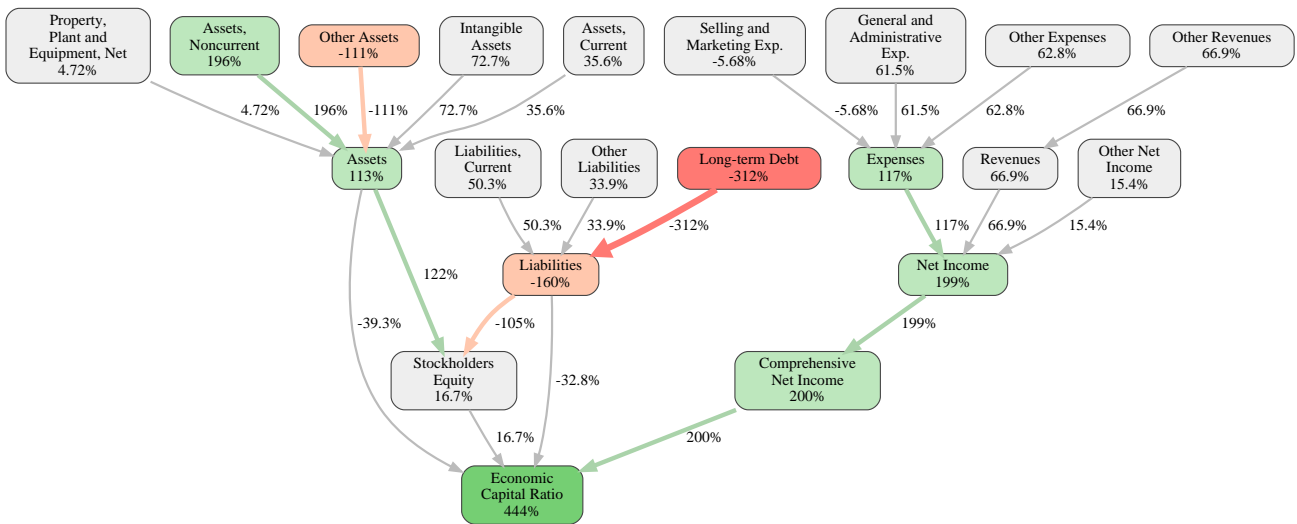 Property,
Plant and
Equipment, Net
4.72%
Assets,
Noncurrent
196%
Other Assets
-111%
Intangible
Assets
72.7%
Assets,
Current
35.6%
Selling and
Marketing Exp.
-5.68%
General and
Administrative
Exp.
61.5%
Other Expenses
62.8%
Other Revenues
66.9%
4.72%
196%
-111%
72.7%
35.6%
-5.68%
61.5%
62.8%
66.9%
Assets
113%
Liabilities,
Current
50.3%
Other
Liabilities
33.9%
Long-term Debt
-312%
Expenses
117%
Revenues
66.9%
Other Net
Income
15.4%
50.3%
33.9%
-312%
117%
66.9%
15.4%
122%
Liabilities
-160%
Net Income
199%
-39.3%
-105%
199%
Stockholders
Equity
16.7%
-32.8%
Comprehensive
Net Income
200%
16.7%
200%
Economic
Capital Ratio
444%